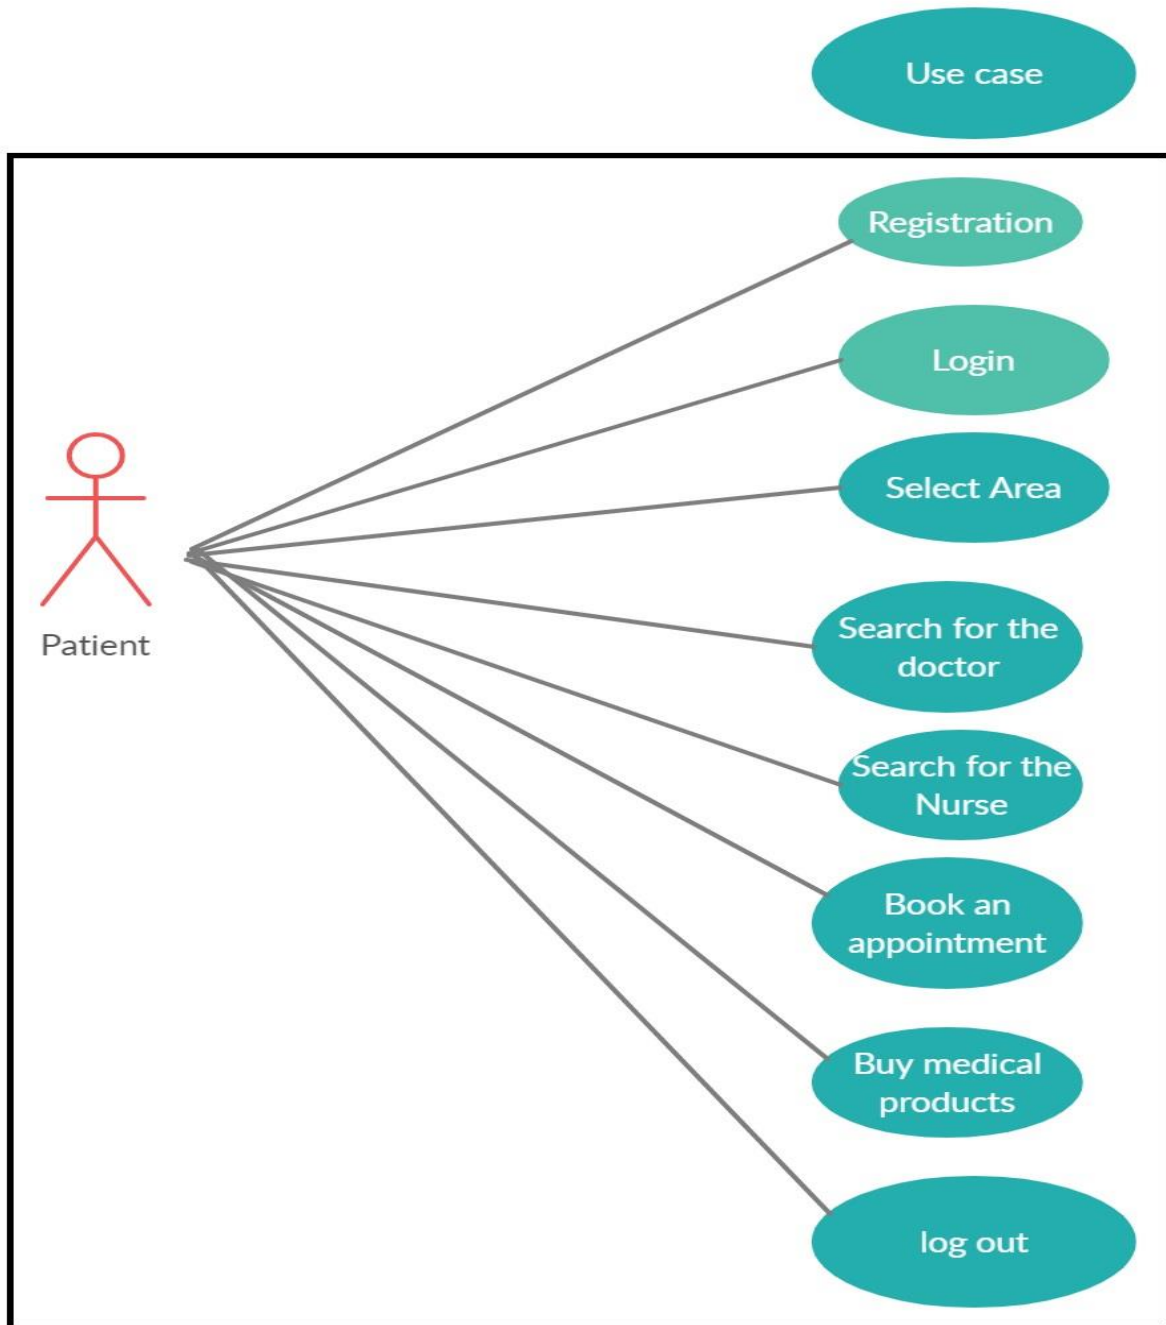 Use case
Registration
Login
Select Area
Patient
Search for the
doctor
Search for the
Nurse
Book an
appointment
Buy medical
products
log out